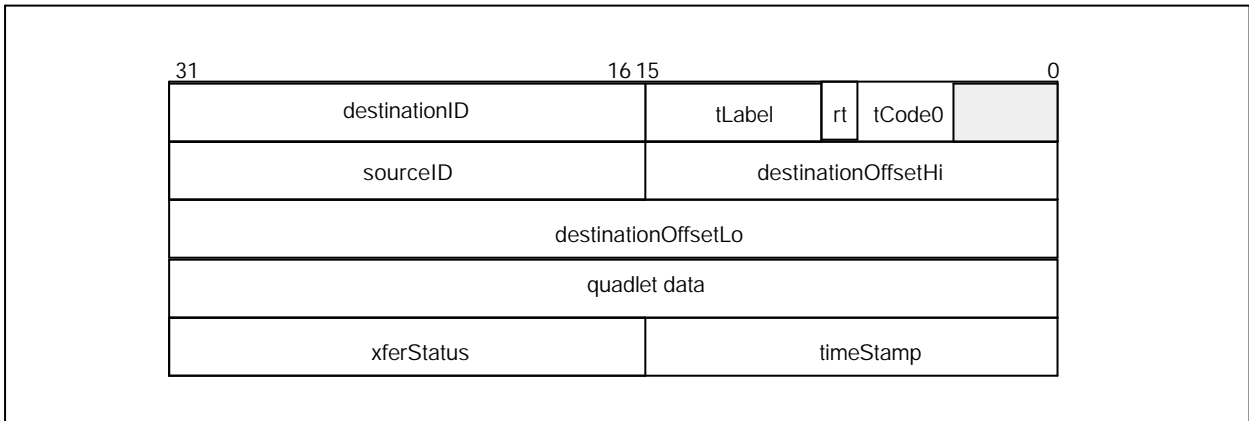 31 16 15 0
destinationID tLabel rt tCode0
sourceID destinationOffsetHi
destinationOffsetLo
quadlet data
xferStatus timeStamp